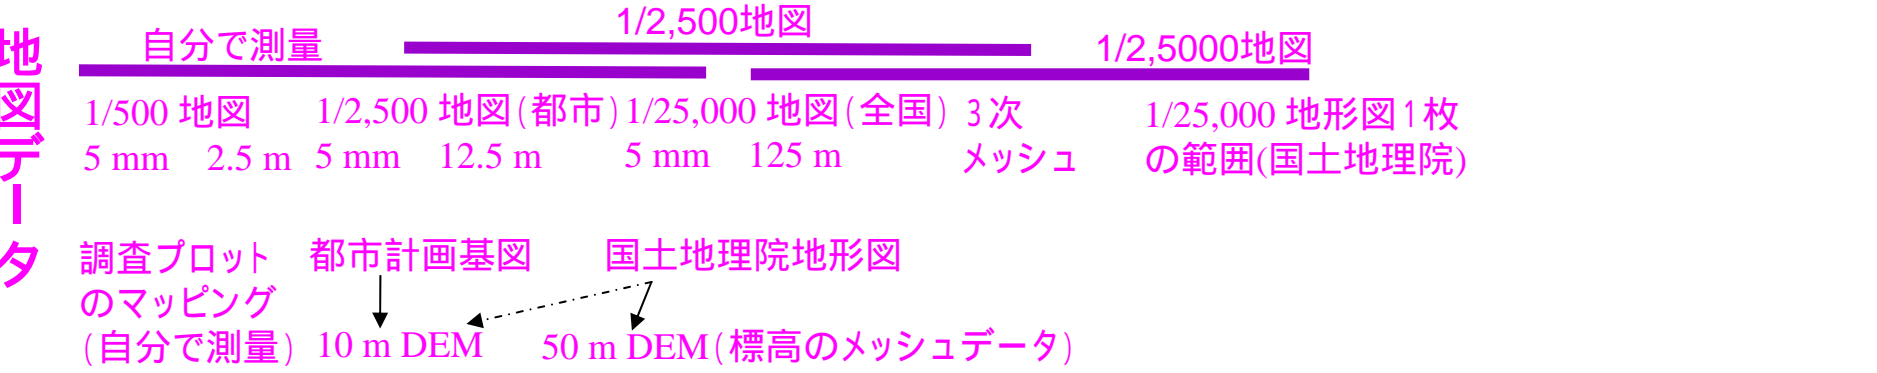 地図データ
1/2,500地図
自分で測量
1/2,5000地図
1/500 地図
5 mm 2.5 m
1/2,500 地図(都市)
5 mm 12.5 m
1/25,000 地図(全国)
5 mm 125 m
3次
メッシュ
1/25,000 地形図1枚
の範囲(国土地理院)
調査プロット
のマッピング
(自分で測量)
都市計画基図
国土地理院地形図
10 m DEM
50 m DEM(標高のメッシュデータ)